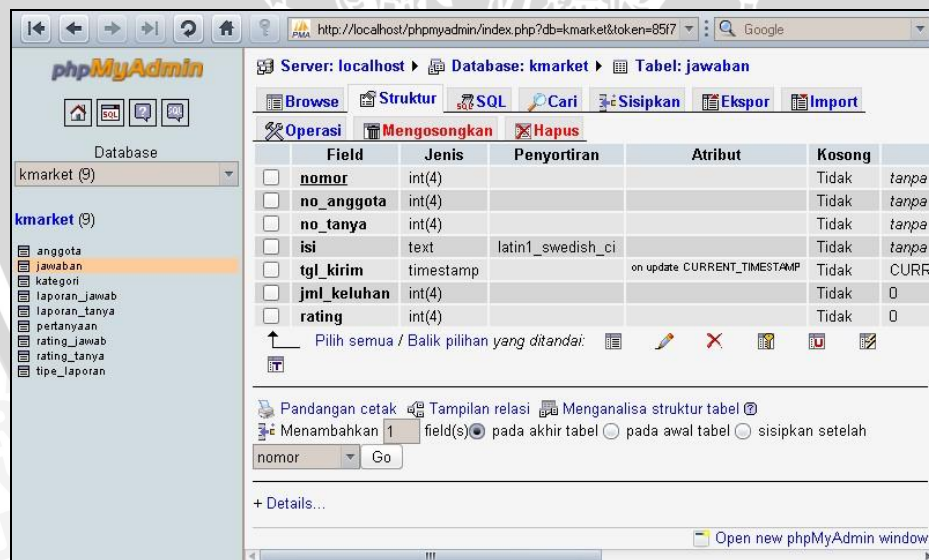 http://localhost/phpmyadmin/index.php?db=kmarket&token=85f7
Google
phpMyAdmin
Database
kmarket (9)
kmarket (9)
anggota
jawaban
kategori
laporan_jawab
laporan_tanya
pertanyaan
rating_jawab
rating_tanya
tipe_laporan
Server: localhost ▸ Database: kmarket ▸ Tabel: jawaban
Browse Struktur SQL Cari Sisipkan Ekspor Import
Operasi Mengosongkan Hapus
Field Jenis Penyortiran Atribut Kosong
nomor int(4) Tidak tanpa
no_anggota int(4) Tidak tanpa
no_tanya int(4) Tidak tanpa
isi text latin1_swedish_ci Tidak tanpa
tgl_kirim timestamp on update CURRENT_TIMESTAMP Tidak CURR
jml_keluhan int(4) Tidak 0
rating int(4) Tidak 0
Pilih semua / Balik pilihan yang ditandai:
Pandangan cetak Tampilan relasi Menganalisa struktur tabel
Menambahkan 1 field(s) pada akhir tabel pada awal tabel sisipkan setelah
nomor Go
+ Details...
Open new phpMyAdmin window